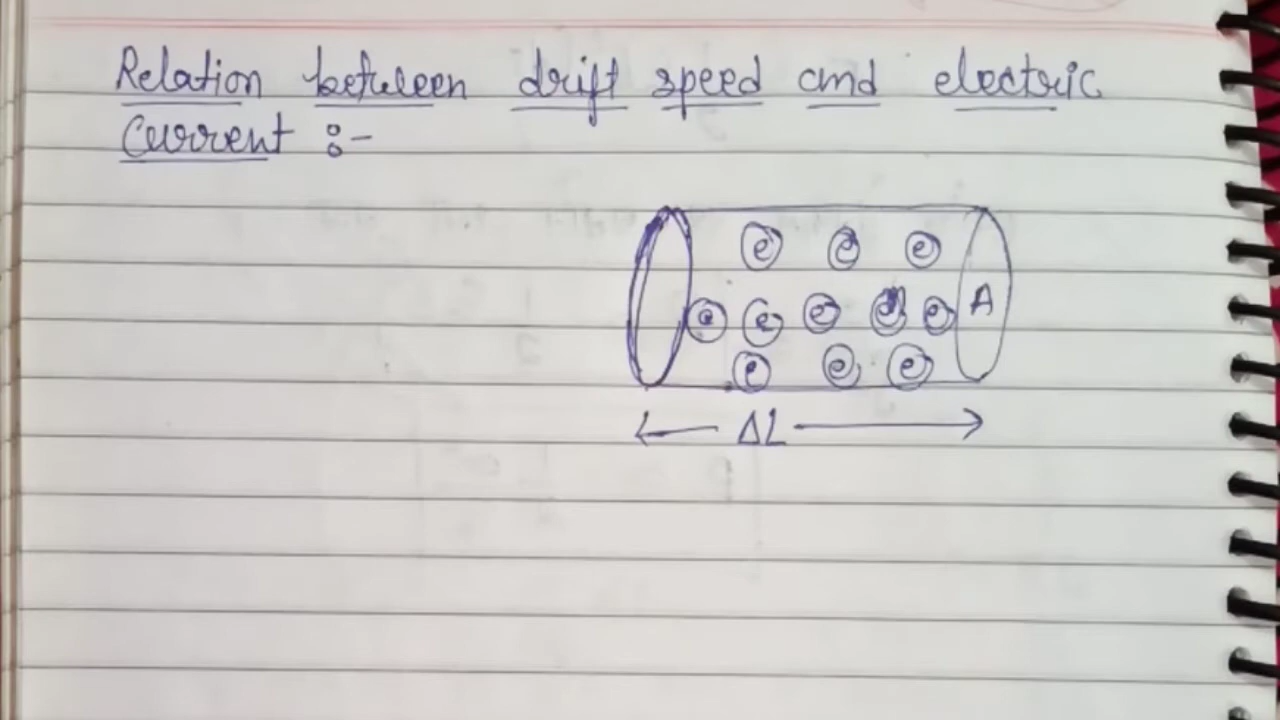 Relation between drift speed and electric
Current :-
e e e
e e e e e A
e e e
ΔL